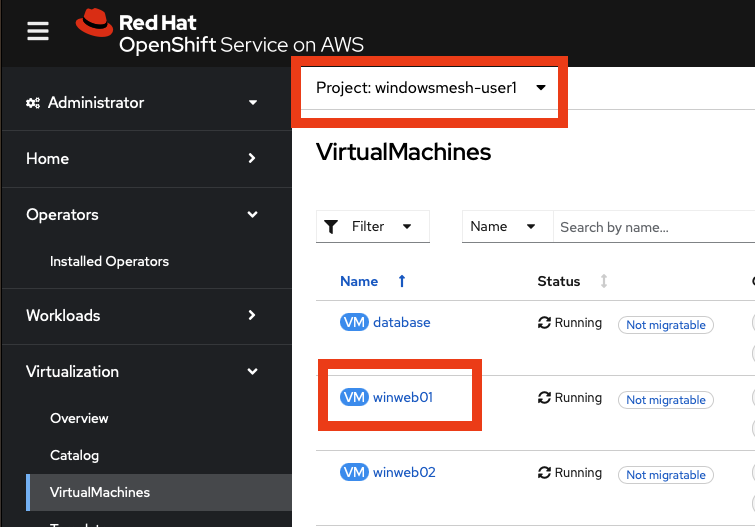 Red Hat
OpenShift Service on AWS
Administrator
Home
Operators
Installed Operators
Workloads
Virtualization
Overview
Catalog
VirtualMachines
Project: windowsmesh-user1
VirtualMachines
Filter Name Search by name...
Name Status
VM database Running Not migratable
VM winweb01 Running Not migratable
VM winweb02 Running Not migratable